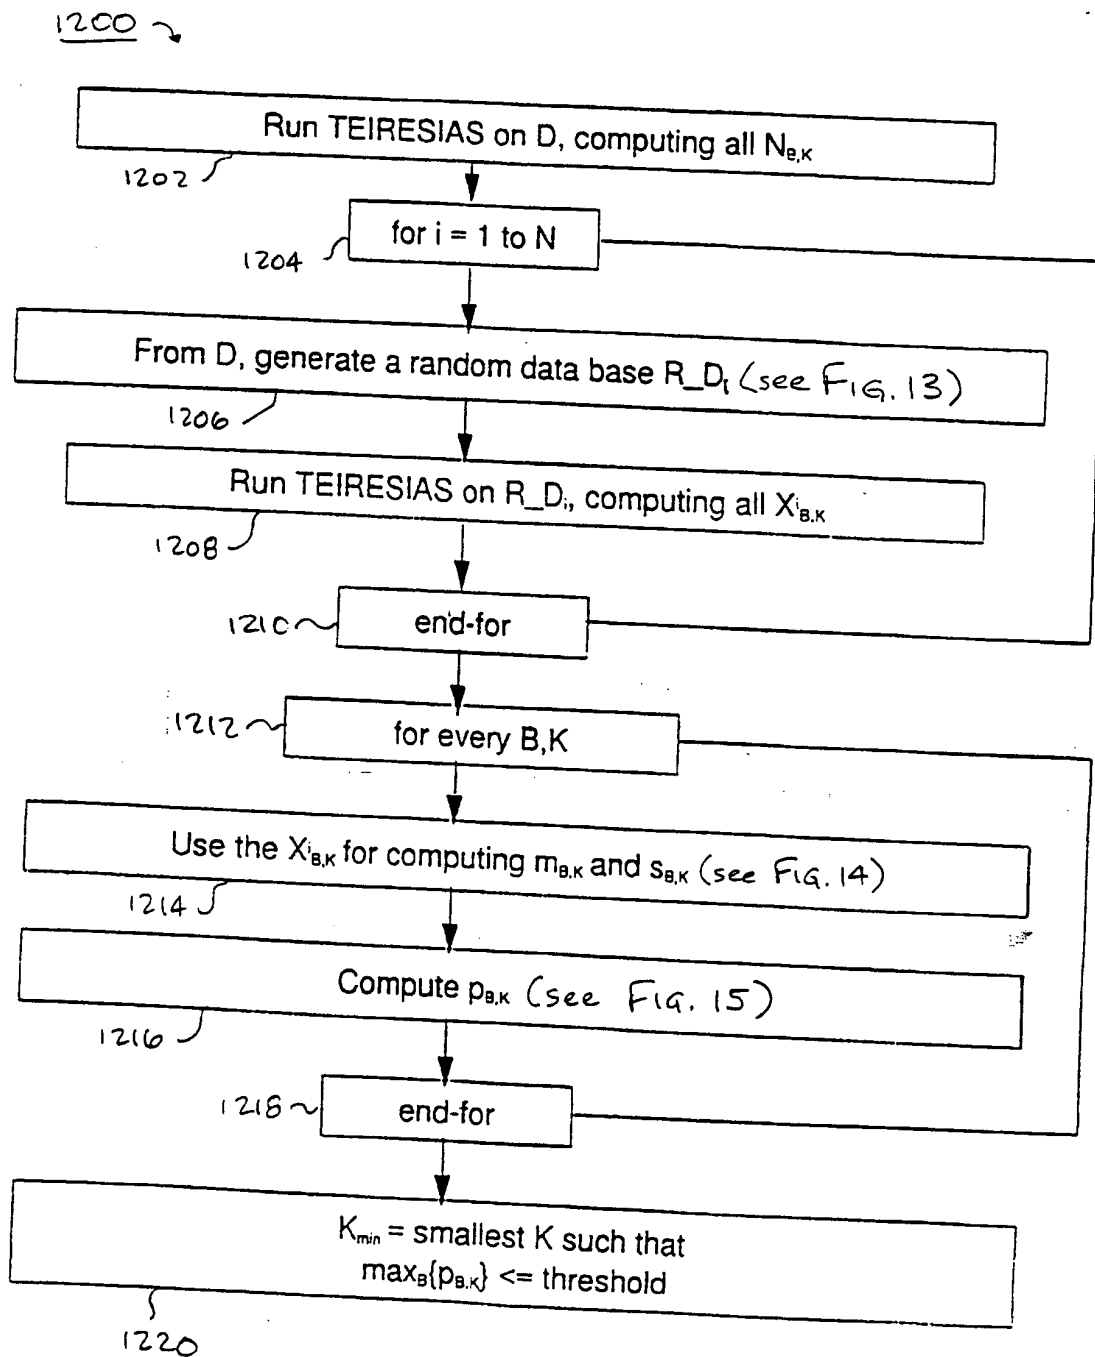 1200
Run TEIRESIAS on D, computing all N_B,K
1202
for i = 1 to N
1204
From D, generate a random data base R_D_i (see FIG. 13)
1206
Run TEIRESIAS on R_D_i, computing all X^i_B,K
1208
end-for
1210
for every B,K
1212
Use the X^i_B,K for computing m_B,K and s_B,K (see FIG. 14)
1214
Compute p_B,K (see FIG. 15)
1216
end-for
1218
K_min = smallest K such that
max_B{p_B,K} <= threshold
1220